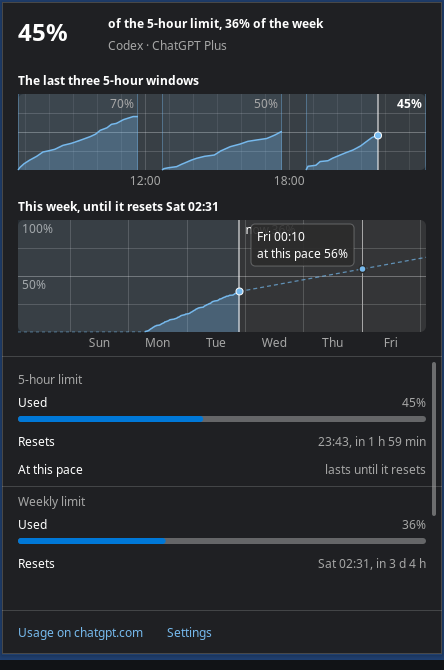 45%
of the 5-hour limit, 36% of the week
Codex · ChatGPT Plus
The last three 5-hour windows
70%
50%
45%
12:00
18:00
This week, until it resets Sat 02:31
100%
Fri 00:10
at this pace 56%
50%
Sun
Mon
Tue
Wed
Thu
Fri
5-hour limit
Used
45%
Resets
23:43, in 1 h 59 min
At this pace
lasts until it resets
Weekly limit
Used
36%
Resets
Sat 02:31, in 3 d 4 h
Usage on chatgpt.com
Settings